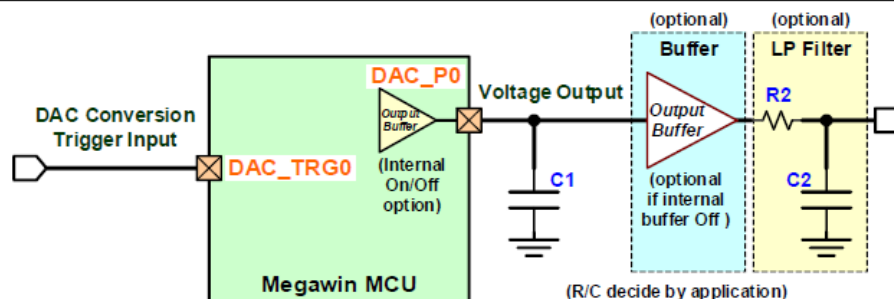 (optional)
(optional)
Buffer
LP Filter
DAC_P0
Voltage Output
R2
DAC Conversion
Trigger Input
Output
Buffer
Output
Buffer
DAC_TRG0
(Internal
On/Off
option)
C1
(optional
if internal
buffer Off )
C2
Megawin MCU
(R/C decide by application)